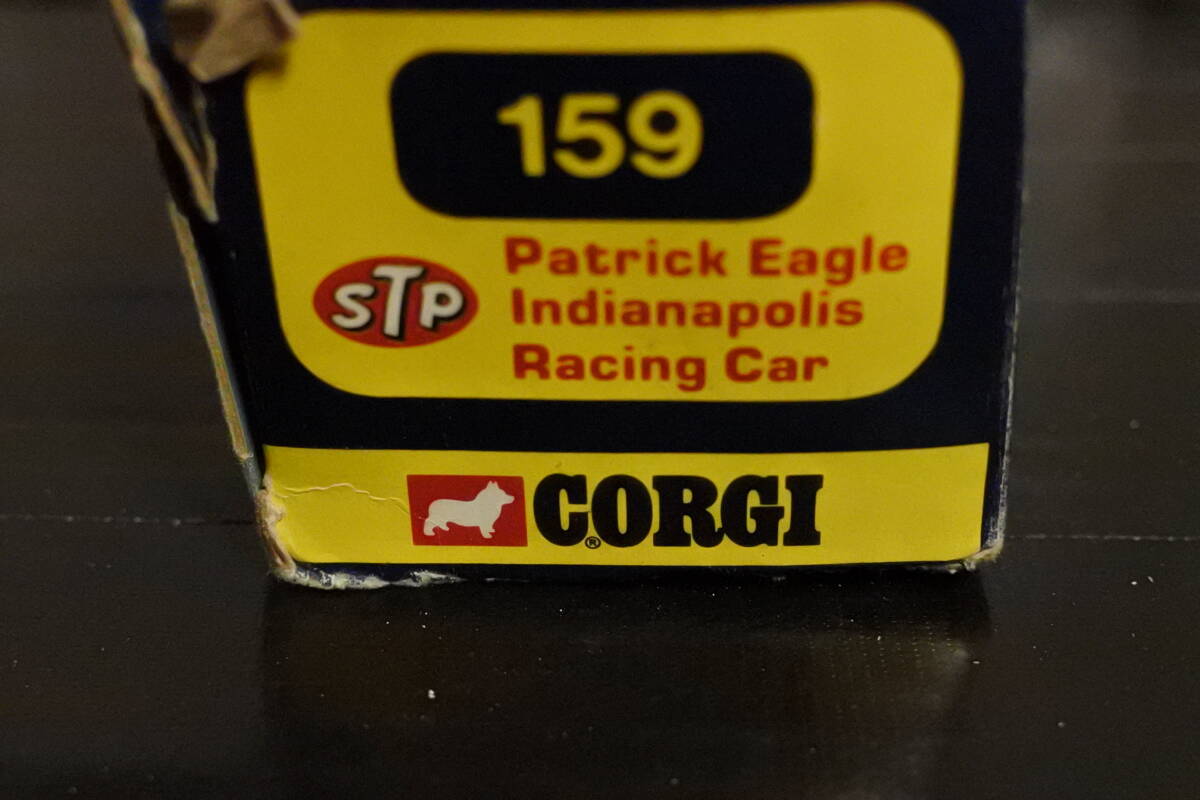 159
STP
Patrick Eagle
Indianapolis
Racing Car
CORGI®